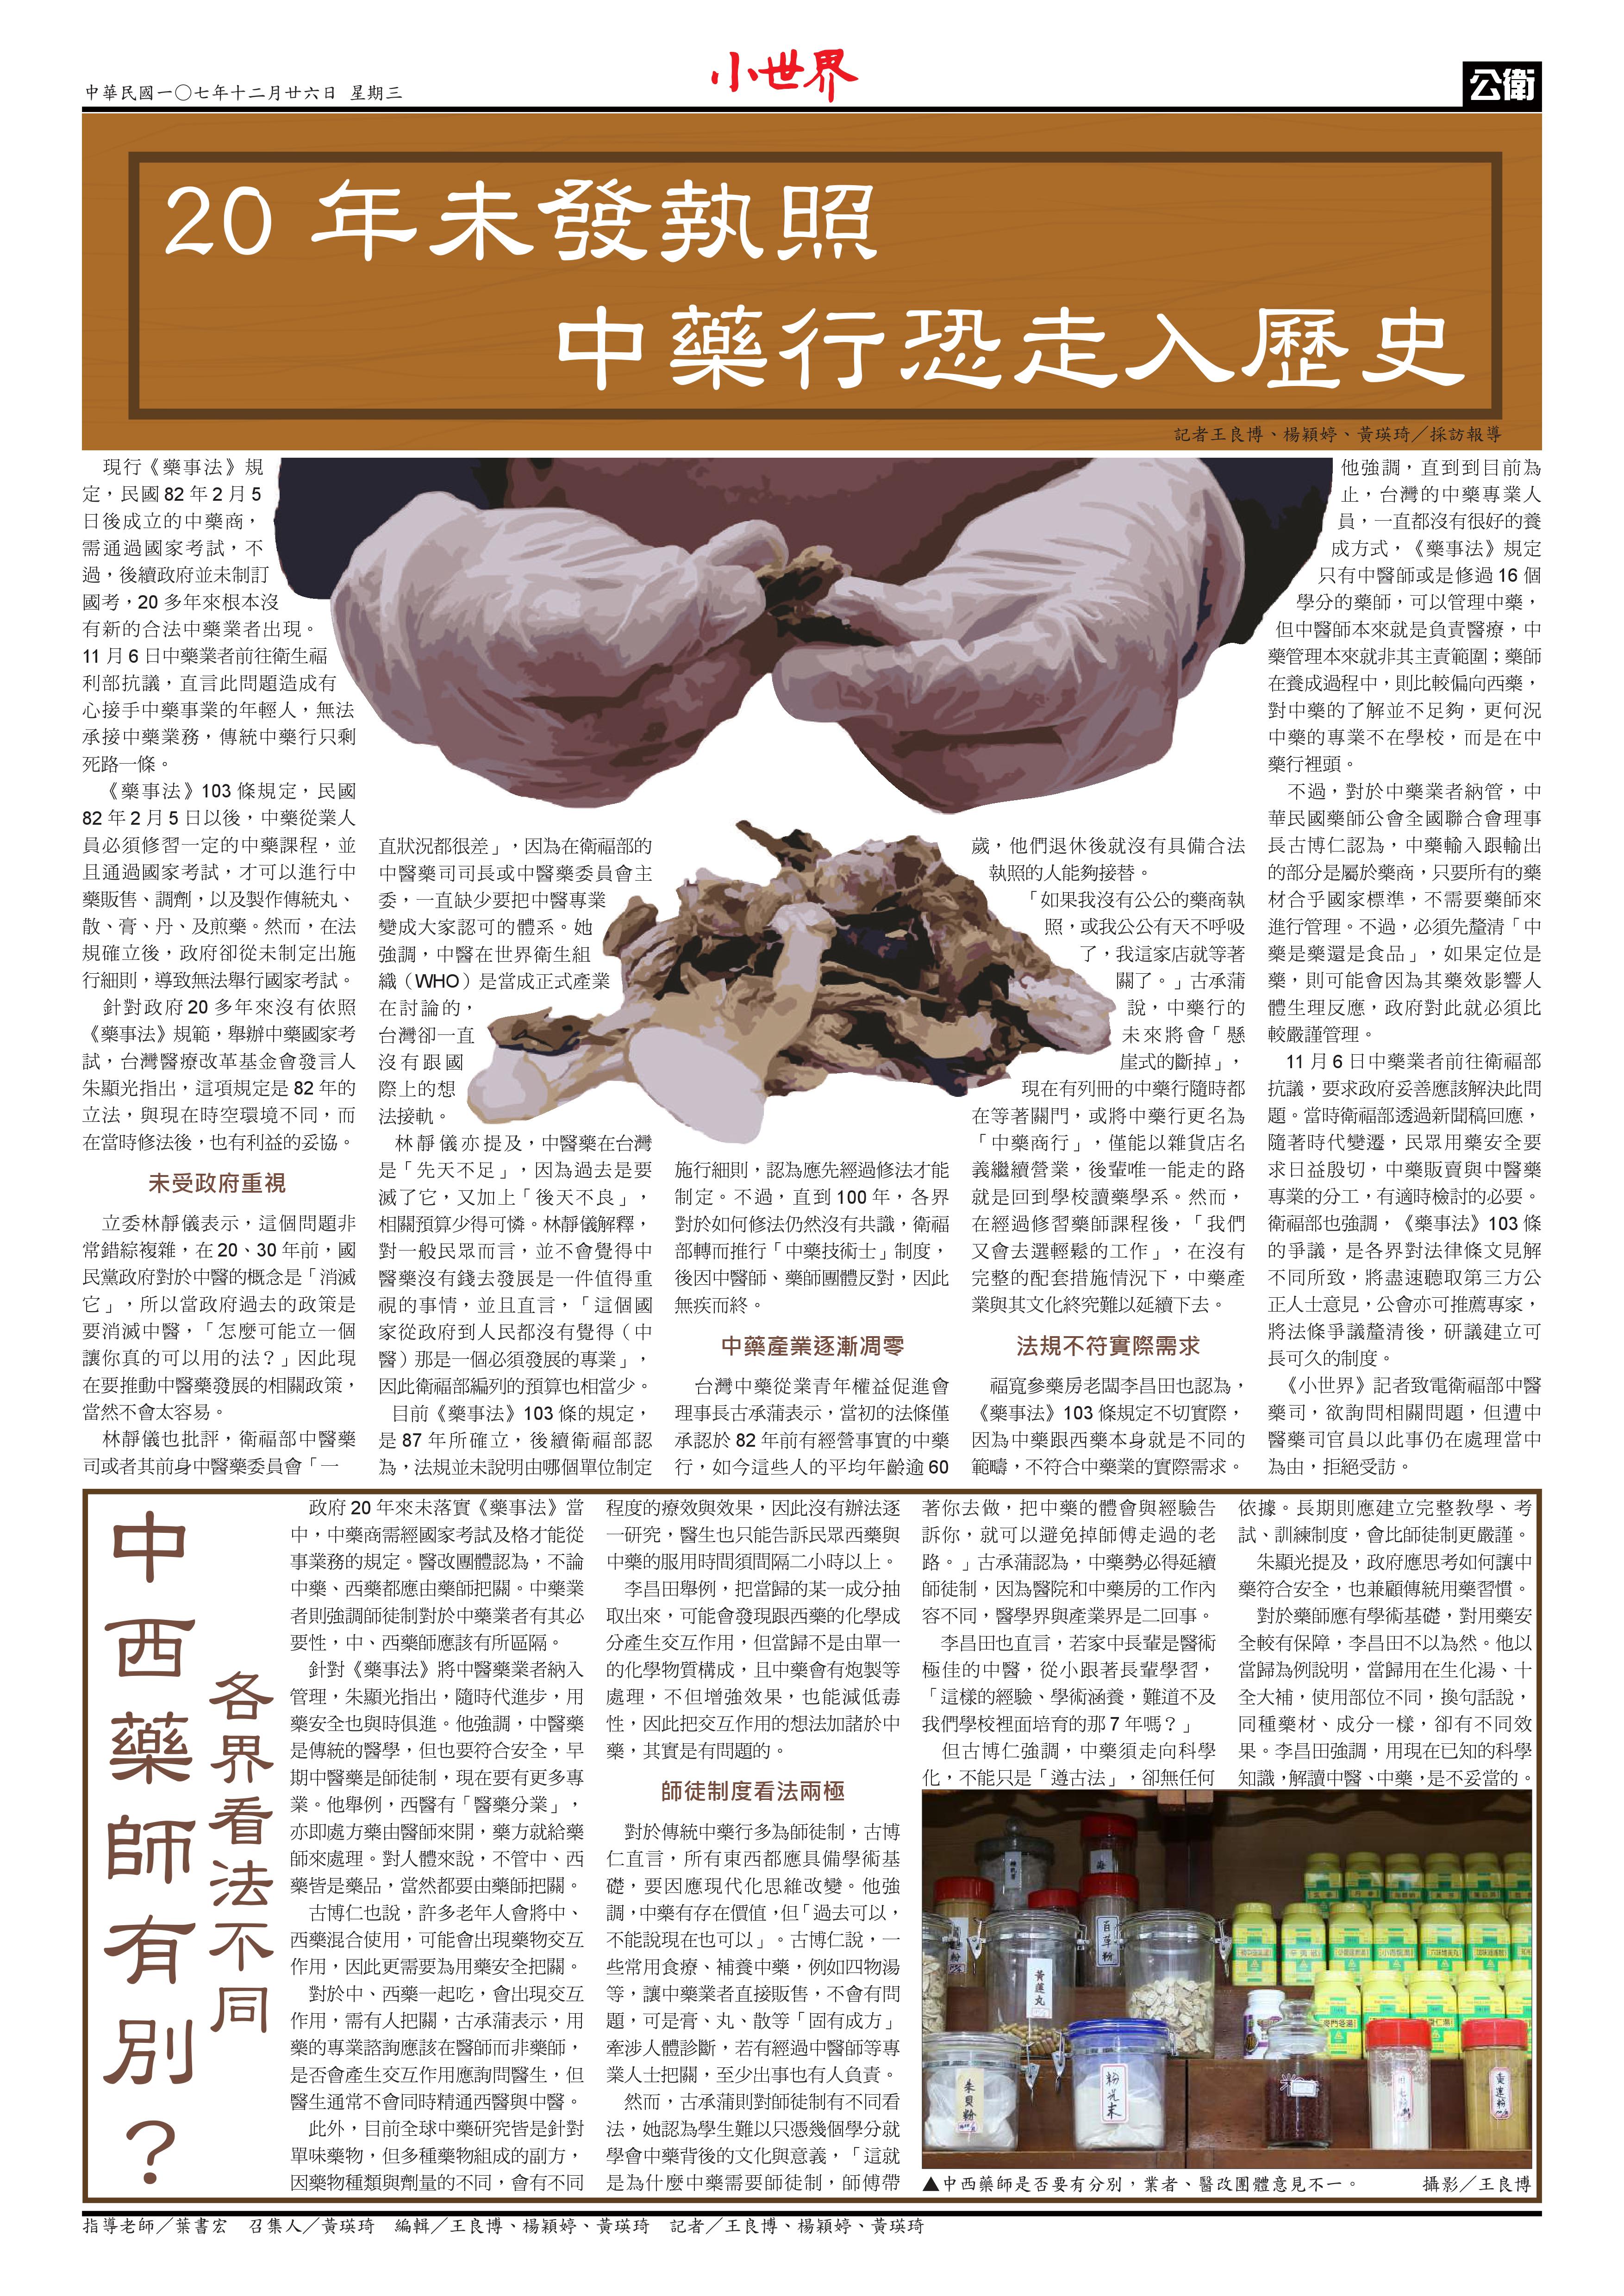 中華民國一○七年十二月廿六日 星期三
小世界
公衛
20 年未發執照
中藥行恐走入歷史
記者王良博、楊穎婷、黃瑛琦／採訪報導
現行《藥事法》規
定，民國 82 年 2 月 5
日後成立的中藥商，
需通過國家考試，不
過，後續政府並未制訂
國考，20 多年來根本沒
有新的合法中藥業者出現。
11 月 6 日中藥業者前往衛生福
利部抗議，直言此問題造成有
心接手中藥事業的年輕人，無法
承接中藥業務，傳統中藥行只剩
死路一條。
《藥事法》103 條規定，民國
82 年 2 月 5 日以後，中藥從業人
員必須修習一定的中藥課程，並
且通過國家考試，才可以進行中
藥販售、調劑，以及製作傳統丸、
散、膏、丹、及煎藥。然而，在法
規確立後，政府卻從未制定出施
行細則，導致無法舉行國家考試。
針對政府 20 多年來沒有依照
《藥事法》規範，舉辦中藥國家考
試，台灣醫療改革基金會發言人
朱顯光指出，這項規定是 82 年的
立法，與現在時空環境不同，而
在當時修法後，也有利益的妥協。
未受政府重視
立委林靜儀表示，這個問題非
常錯綜複雜，在 20、30 年前，國
民黨政府對於中醫的概念是「消滅
它」，所以當政府過去的政策是
要消滅中醫，「怎麼可能立一個
讓你真的可以用的法？」因此現
在要推動中醫藥發展的相關政策，
當然不會太容易。
林靜儀也批評，衛福部中醫藥
司或者其前身中醫藥委員會「一
直狀況都很差」，因為在衛福部的
中醫藥司司長或中醫藥委員會主
委，一直缺少要把中醫專業
變成大家認可的體系。她
強調，中醫在世界衛生組
織（WHO）是當成正式產業
在討論的，
台灣卻一直
沒有跟國
際上的想
法接軌。
林靜儀亦提及，中醫藥在台灣
是「先天不足」，因為過去是要
滅了它，又加上「後天不良」，
相關預算少得可憐。林靜儀解釋，
對一般民眾而言，並不會覺得中
醫藥沒有錢去發展是一件值得重
視的事情，並且直言，「這個國
家從政府到人民都沒有覺得（中
醫）那是一個必須發展的專業」，
因此衛福部編列的預算也相當少。
目前《藥事法》103 條的規定，
是 87 年所確立，後續衛福部認
為，法規並未說明由哪個單位制定
施行細則，認為應先經過修法才能
制定。不過，直到 100 年，各界
對於如何修法仍然沒有共識，衛福
部轉而推行「中藥技術士」制度，
後因中醫師、藥師團體反對，因此
無疾而終。
中藥產業逐漸凋零
台灣中藥從業青年權益促進會
理事長古承蒲表示，當初的法條僅
承認於 82 年前有經營事實的中藥
行，如今這些人的平均年齡逾 60
歲，他們退休後就沒有具備合法
執照的人能夠接替。
「如果我沒有公公的藥商執
照，或我公公有天不呼吸
了，我這家店就等著
關了。」古承蒲
說，中藥行的
未來將會「懸
崖式的斷掉」，
現在有列冊的中藥行隨時都
在等著關門，或將中藥行更名為
「中藥商行」，僅能以雜貨店名
義繼續營業，後輩唯一能走的路
就是回到學校讀藥學系。然而，
在經過修習藥師課程後，「我們
又會去選輕鬆的工作」，在沒有
完整的配套措施情況下，中藥產
業與其文化終究難以延續下去。
法規不符實際需求
福寬參藥房老闆李昌田也認為，
《藥事法》103 條規定不切實際，
因為中藥跟西藥本身就是不同的
範疇，不符合中藥業的實際需求。
他強調，直到到目前為
止，台灣的中藥專業人
員，一直都沒有很好的養
成方式，《藥事法》規定
只有中醫師或是修過 16 個
學分的藥師，可以管理中藥，
但中醫師本來就是負責醫療，中
藥管理本來就非其主責範圍；藥師
在養成過程中，則比較偏向西藥，
對中藥的了解並不足夠，更何況
中藥的專業不在學校，而是在中
藥行裡頭。
不過，對於中藥業者納管，中
華民國藥師公會全國聯合會理事
長古博仁認為，中藥輸入跟輸出
的部分是屬於藥商，只要所有的藥
材合乎國家標準，不需要藥師來
進行管理。不過，必須先釐清「中
藥是藥還是食品」，如果定位是
藥，則可能會因為其藥效影響人
體生理反應，政府對此就必須比
較嚴謹管理。
11 月 6 日中藥業者前往衛福部
抗議，要求政府妥善應該解決此問
題。當時衛福部透過新聞稿回應，
隨著時代變遷，民眾用藥安全要
求日益殷切，中藥販賣與中醫藥
專業的分工，有適時檢討的必要。
衛福部也強調，《藥事法》103 條
的爭議，是各界對法律條文見解
不同所致，將盡速聽取第三方公
正人士意見，公會亦可推薦專家，
將法條爭議釐清後，研議建立可
長可久的制度。
《小世界》記者致電衛福部中醫
藥司，欲詢問相關問題，但遭中
醫藥司官員以此事仍在處理當中
為由，拒絕受訪。
中西藥師有別？
各界看法不同
政府 20 年來未落實《藥事法》當
中，中藥商需經國家考試及格才能從
事業務的規定。醫改團體認為，不論
中藥、西藥都應由藥師把關。中藥業
者則強調師徒制對於中藥業者有其必
要性，中、西藥師應該有所區隔。
針對《藥事法》將中醫藥業者納入
管理，朱顯光指出，隨時代進步，用
藥安全也與時俱進。他強調，中醫藥
是傳統的醫學，但也要符合安全，早
期中醫藥是師徒制，現在要有更多專
業。他舉例，西醫有「醫藥分業」，
亦即處方藥由醫師來開，藥方就給藥
師來處理。對人體來說，不管中、西
藥皆是藥品，當然都要由藥師把關。
古博仁也說，許多老年人會將中、
西藥混合使用，可能會出現藥物交互
作用，因此更需要為用藥安全把關。
對於中、西藥一起吃，會出現交互
作用，需有人把關，古承蒲表示，用
藥的專業諮詢應該在醫師而非藥師，
是否會產生交互作用應詢問醫生，但
醫生通常不會同時精通西醫與中醫。
此外，目前全球中藥研究皆是針對
單味藥物，但多種藥物組成的副方，
因藥物種類與劑量的不同，會有不同
程度的療效與效果，因此沒有辦法逐
一研究，醫生也只能告訴民眾西藥與
中藥的服用時間須間隔二小時以上。
李昌田舉例，把當歸的某一成分抽
取出來，可能會發現跟西藥的化學成
分產生交互作用，但當歸不是由單一
的化學物質構成，且中藥會有炮製等
處理，不但增強效果，也能減低毒
性，因此把交互作用的想法加諸於中
藥，其實是有問題的。
師徒制度看法兩極
對於傳統中藥行多為師徒制，古博
仁直言，所有東西都應具備學術基
礎，要因應現代化思維改變。他強
調，中藥有存在價值，但「過去可以，
不能說現在也可以」。古博仁說，一
些常用食療、補養中藥，例如四物湯
等，讓中藥業者直接販售，不會有問
題，可是膏、丸、散等「固有成方」
牽涉人體診斷，若有經過中醫師等專
業人士把關，至少出事也有人負責。
然而，古承蒲則對師徒制有不同看
法，她認為學生難以只憑幾個學分就
學會中藥背後的文化與意義，「這就
是為什麼中藥需要師徒制，師傅帶
著你去做，把中藥的體會與經驗告
訴你，就可以避免掉師傅走過的老
路。」古承蒲認為，中藥勢必得延續
師徒制，因為醫院和中藥房的工作內
容不同，醫學界與產業界是二回事。
李昌田也直言，若家中長輩是醫術
極佳的中醫，從小跟著長輩學習，
「這樣的經驗、學術涵養，難道不及
我們學校裡面培育的那 7 年嗎？」
但古博仁強調，中藥須走向科學
化，不能只是「遵古法」，卻無任何
依據。長期則應建立完整教學、考
試、訓練制度，會比師徒制更嚴謹。
朱顯光提及，政府應思考如何讓中
藥符合安全，也兼顧傳統用藥習慣。
對於藥師應有學術基礎，對用藥安
全較有保障，李昌田不以為然。他以
當歸為例說明，當歸用在生化湯、十
全大補，使用部位不同，換句話說，
同種藥材、成分一樣，卻有不同效
果。李昌田強調，用現在已知的科學
知識，解讀中醫、中藥，是不妥當的。
百草粉
黃蓮丸
朱貝粉
黃連粉
▲中西藥師是否要有分別，業者、醫改團體意見不一。 攝影／王良博
指導老師／葉書宏 召集人／黃瑛琦 編輯／王良博、楊穎婷、黃瑛琦 記者／王良博、楊穎婷、黃瑛琦